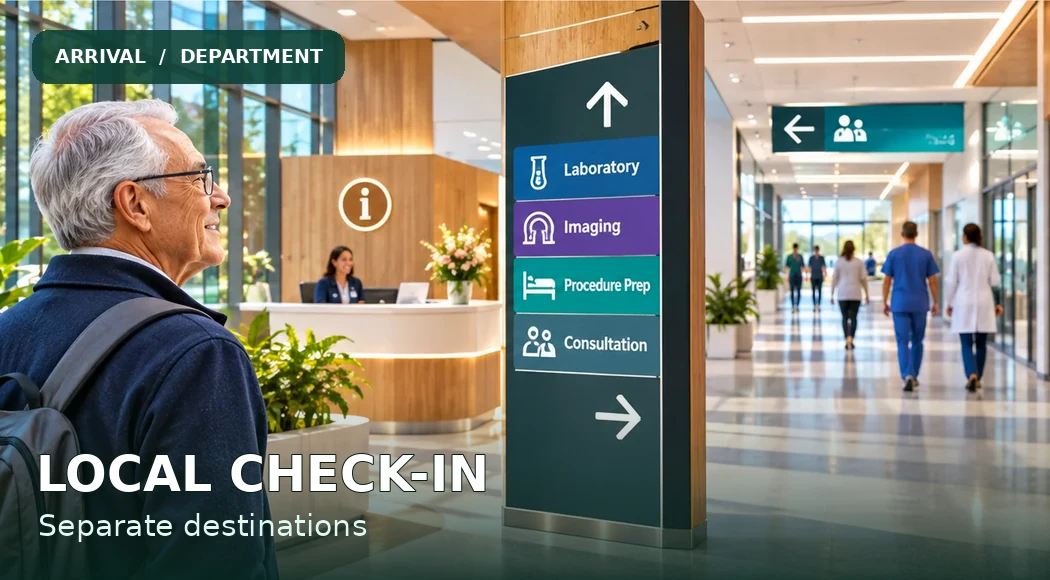 ARRIVAL / DEPARTMENT
i
Laboratory
Imaging
Procedure Prep
Consultation
LOCAL CHECK-IN
Separate destinations